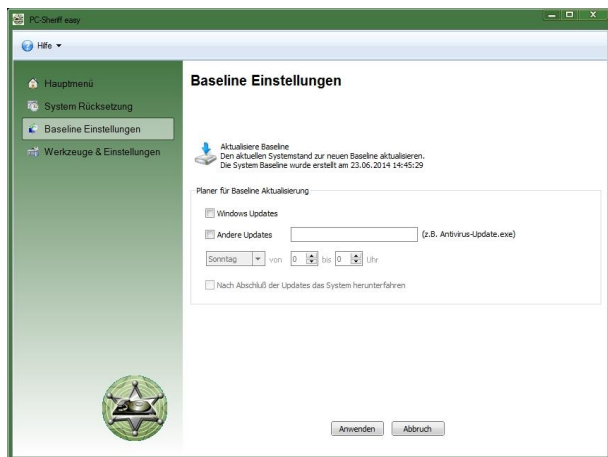 PC-Sheriff easy
Hilfe
Hauptmenü
System Rücksetzung
Baseline Einstellungen
Werkzeuge & Einstellungen
Baseline Einstellungen
Aktualisiere Baseline
Den aktuellen Systemstand zur neuen Baseline aktualisieren.
Die System Baseline wurde erstellt am 23.06.2014 14:45:29
Planer für Baseline Aktualisierung
Windows Updates
Andere Updates (z.B. Antivirus-Update.exe)
Sonntag von 0 bis 0 Uhr
Nach Abschluß der Updates das System herunterfahren
Anwenden Abbruch